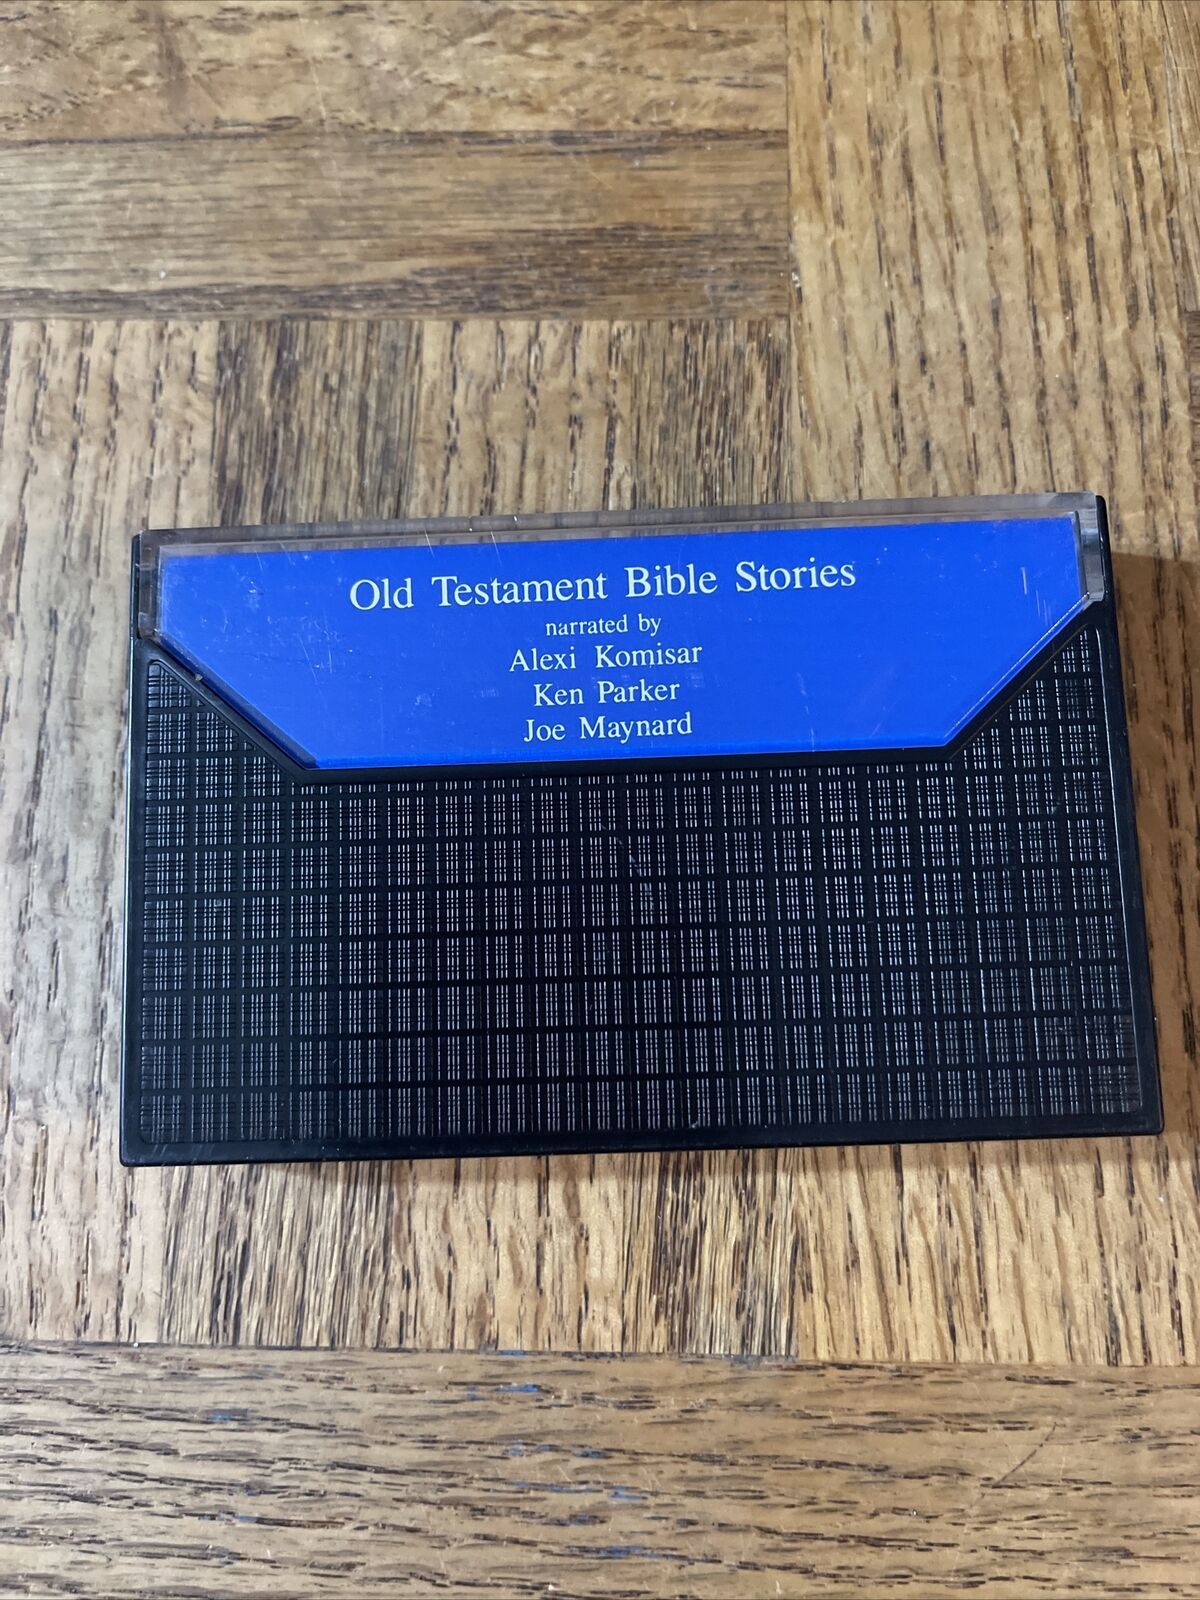 Old Testament Bible Stories
narrated by
Alexi Komisar
Ken Parker
Joe Maynard